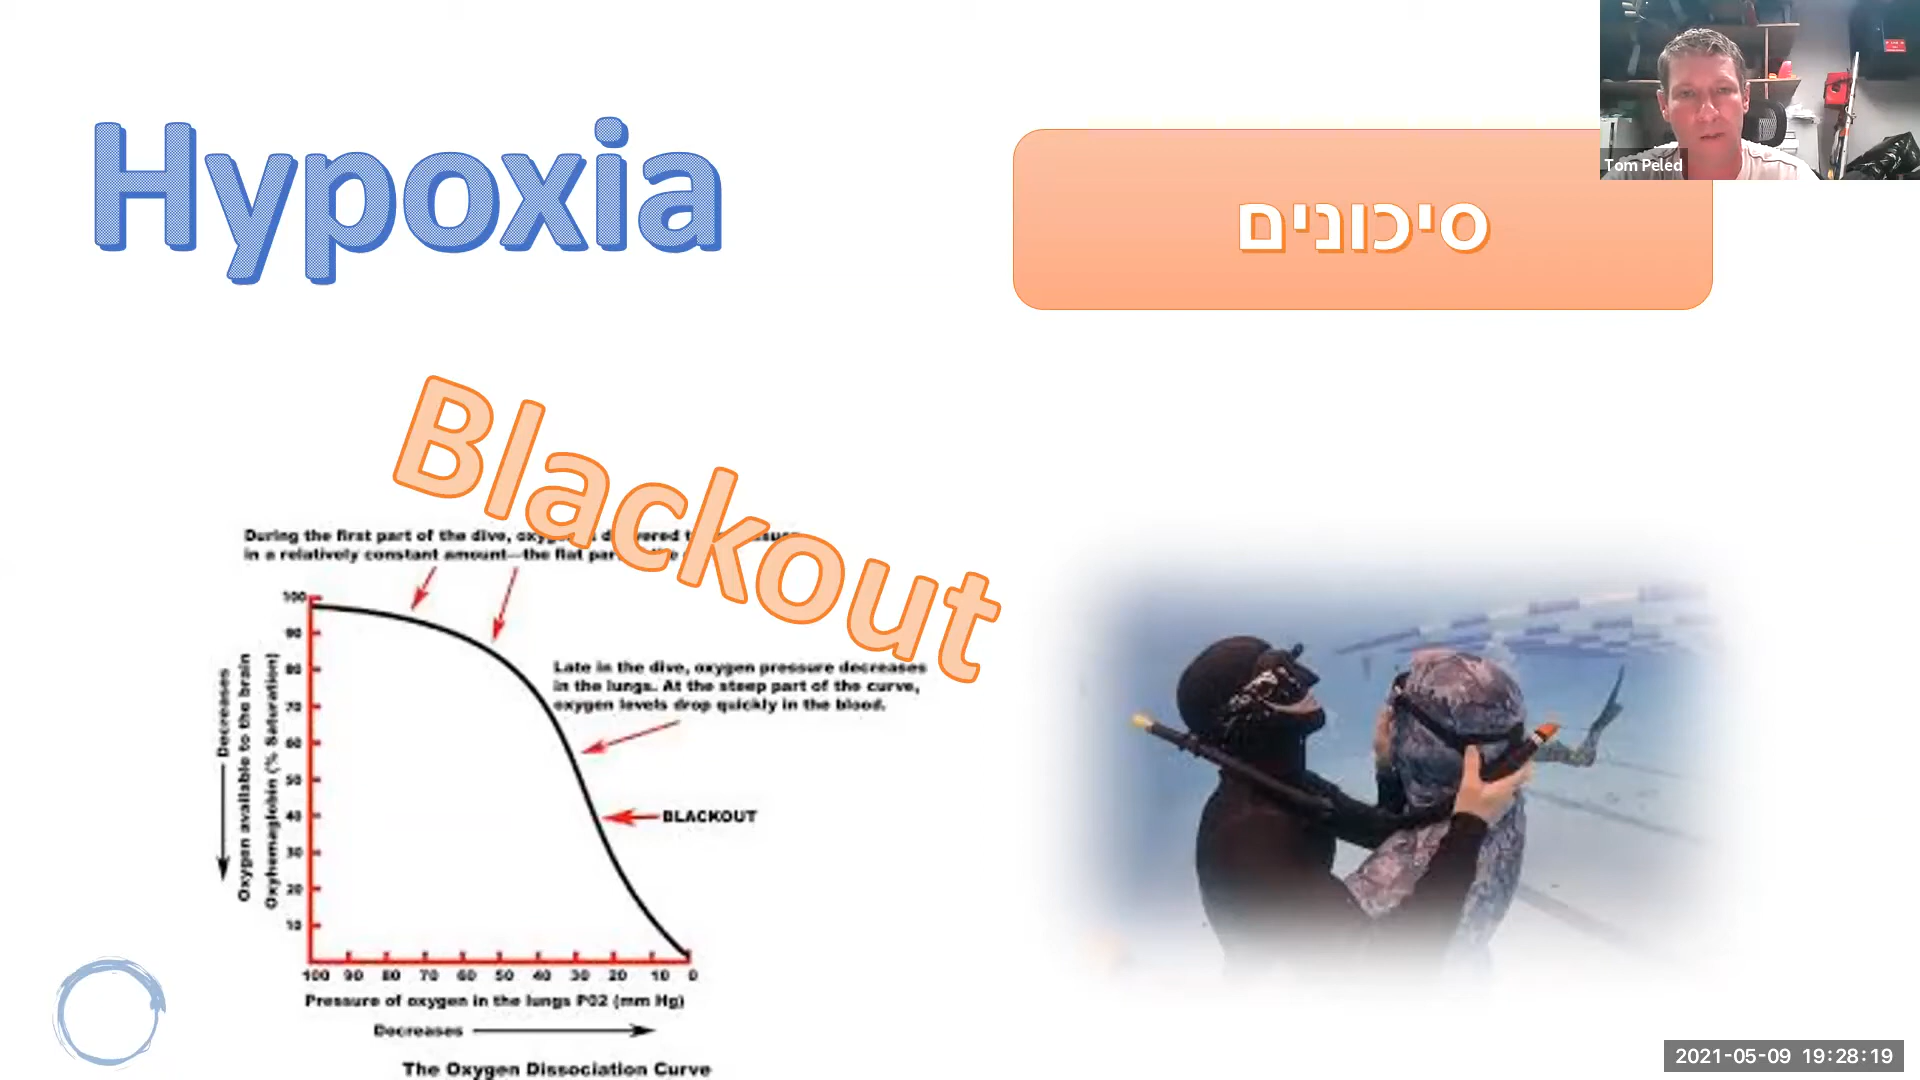 Hypoxia
סיכונים
Tom Peled
Blackout
During the first part of the dive,
in a relatively constant amount—the flat
Late in the dive, oxygen pressure decreases
in the lungs. At the steep part of the curve,
oxygen levels drop quickly in the blood.
BLACKOUT
Decreases
Oxygen available to the brain
Oxyhemaglobin (% Saturation)
100
90
80
70
60
50
40
30
20
10
100 90 80 70 60 50 40 30 20 10 0
Pressure of oxygen in the lungs P02 (mm Hg)
Decreases
The Oxygen Dissociation Curve
2021-05-09 19:28:19